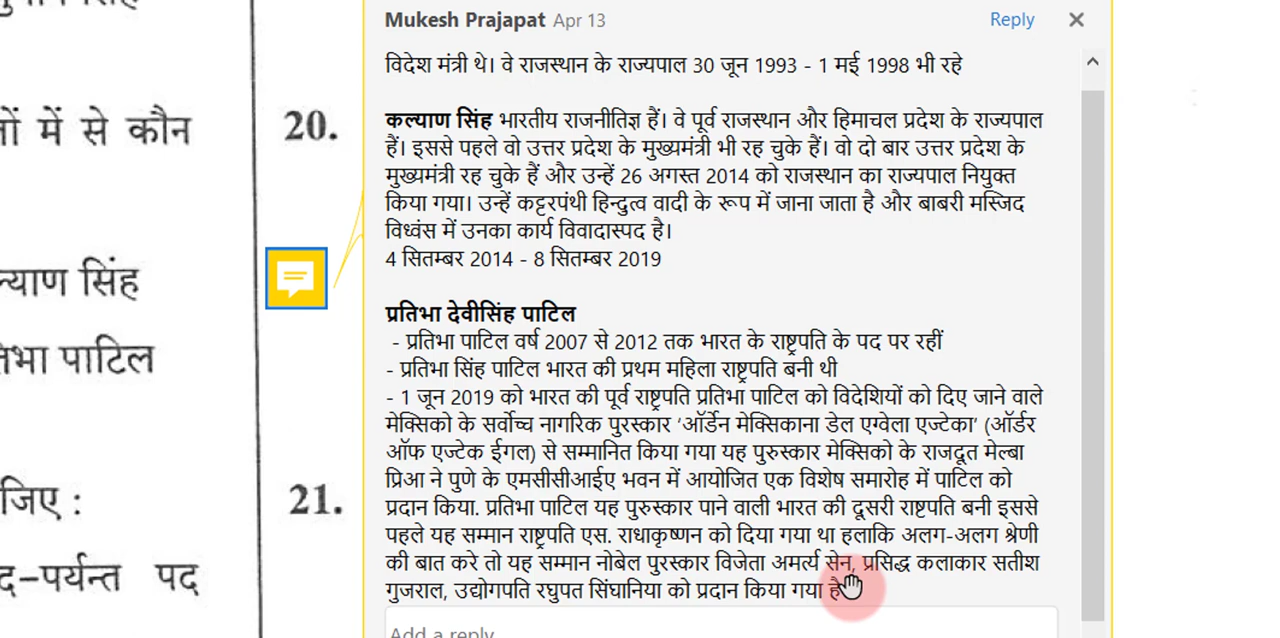 Mukesh Prajapat Apr 13 Reply
विदेश मंत्री थे। वे राजस्थान के राज्यपाल 30 जून 1993 - 1 मई 1998 भी रहे
में से कौन
20.
कल्याण सिंह भारतीय राजनीतिज्ञ हैं। वे पूर्व राजस्थान और हिमाचल प्रदेश के राज्यपाल
हैं। इससे पहले वो उत्तर प्रदेश के मुख्यमंत्री भी रह चुके हैं। वो दो बार उत्तर प्रदेश के
मुख्यमंत्री रह चुके हैं और उन्हें 26 अगस्त 2014 को राजस्थान का राज्यपाल नियुक्त
किया गया। उन्हें कट्टरपंथी हिन्दुत्व वादी के रूप में जाना जाता है और बाबरी मस्जिद
विध्वंस में उनका कार्य विवादास्पद है।
4 सितम्बर 2014 - 8 सितम्बर 2019
सिंह
पाटिल
प्रतिभा देवीसिंह पाटिल
- प्रतिभा पाटिल वर्ष 2007 से 2012 तक भारत के राष्ट्रपति के पद पर रहीं
- प्रतिभा सिंह पाटिल भारत की प्रथम महिला राष्ट्रपति बनी थी
- 1 जून 2019 को भारत की पूर्व राष्ट्रपति प्रतिभा पाटिल को विदेशियों को दिए जाने वाले
मेक्सिको के सर्वोच्च नागरिक पुरस्कार ‘ऑर्डेन मेक्सिकाना डेल एग्वेला एज्टेका’ (ऑर्डर
ऑफ एज्टेक ईगल) से सम्मानित किया गया यह पुरुस्कार मेक्सिको के राजदूत मेल्बा
प्रिआ ने पुणे के एमसीसीआईए भवन में आयोजित एक विशेष समारोह में पाटिल को
प्रदान किया. प्रतिभा पाटिल यह पुरुस्कार पाने वाली भारत की दूसरी राष्टपति बनी इससे
पहले यह सम्मान राष्ट्रपति एस. राधाकृष्णन को दिया गया था हलाकि अलग-अलग श्रेणी
की बात करे तो यह सम्मान नोबेल पुरस्कार विजेता अमर्त्य सेन, प्रसिद्ध कलाकार सतीश
गुजराल, उद्योगपति रघुपत सिंघानिया को प्रदान किया गया है
21.
पद
Add a reply